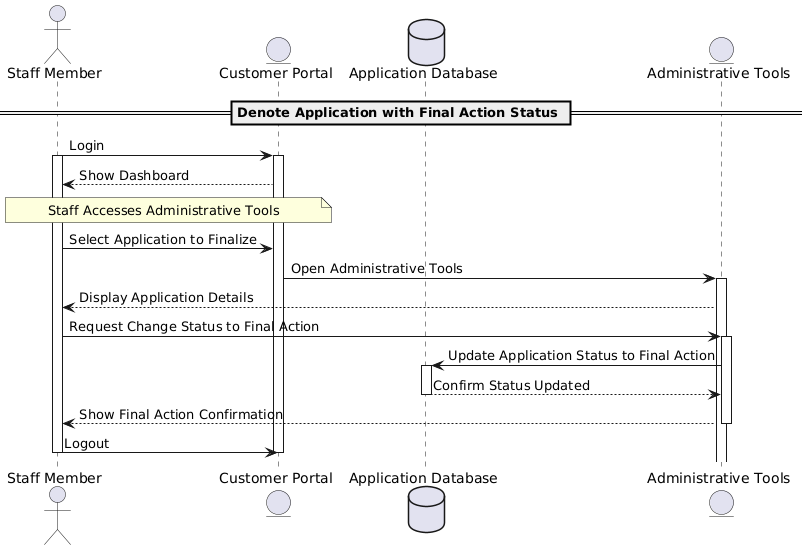 Staff Member
Customer Portal
Application Database
Administrative Tools
Denote Application with Final Action Status
Login
Show Dashboard
Staff Accesses Administrative Tools
Select Application to Finalize
Open Administrative Tools
Display Application Details
Request Change Status to Final Action
Update Application Status to Final Action
Confirm Status Updated
Show Final Action Confirmation
Logout
Staff Member
Customer Portal
Application Database
Administrative Tools